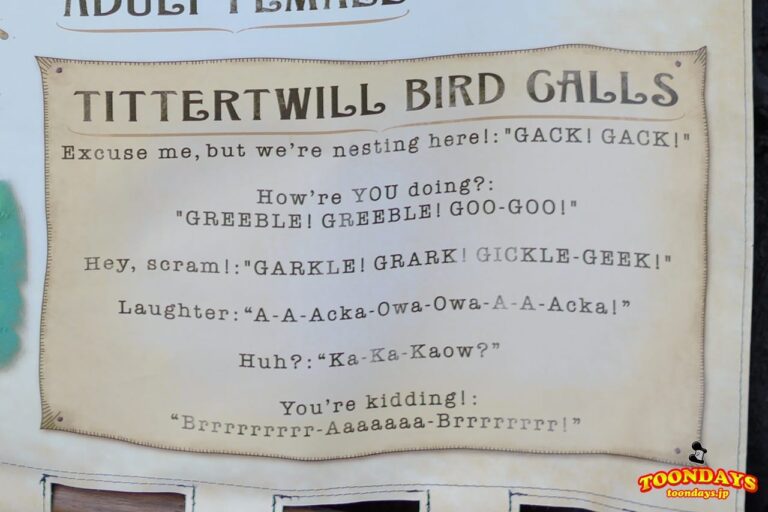 ADULT FEMALE
TITTERTWILL BIRD CALLS
Excuse me, but we're nesting here!: "GACK! GACK!"
How're YOU doing?:
"GREEBLE! GREEBLE! GOO-GOO!"
Hey, scram!: "GARKLE! GRARK! GICKLE-GEEK!"
Laughter: “A-A-Acka-Owa-Owa-A-A-Acka!”
Huh?: “Ka-Ka-Kaow?”
You're kidding!:
“Brrrrrrrrr-Aaaaaaa-Brrrrrrrr!”
TOONDAYS
toondays.jp